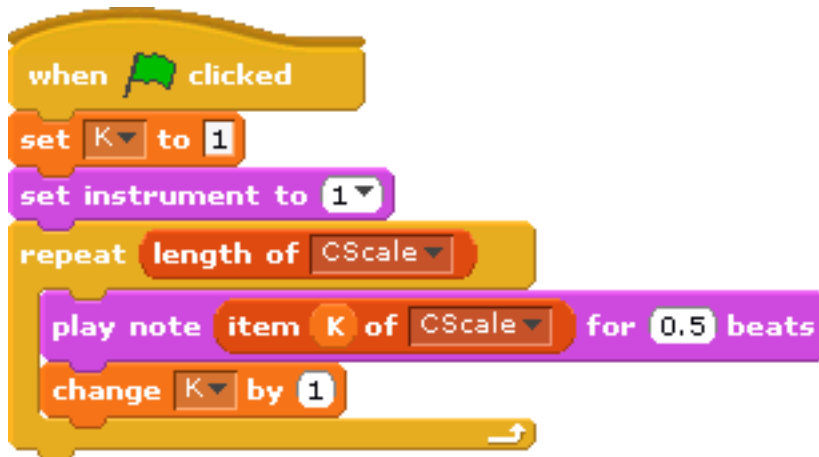 when clicked
set K to 1
set instrument to 1
repeat length of CScale
play note item K of CScale for 0.5 beats
change K by 1